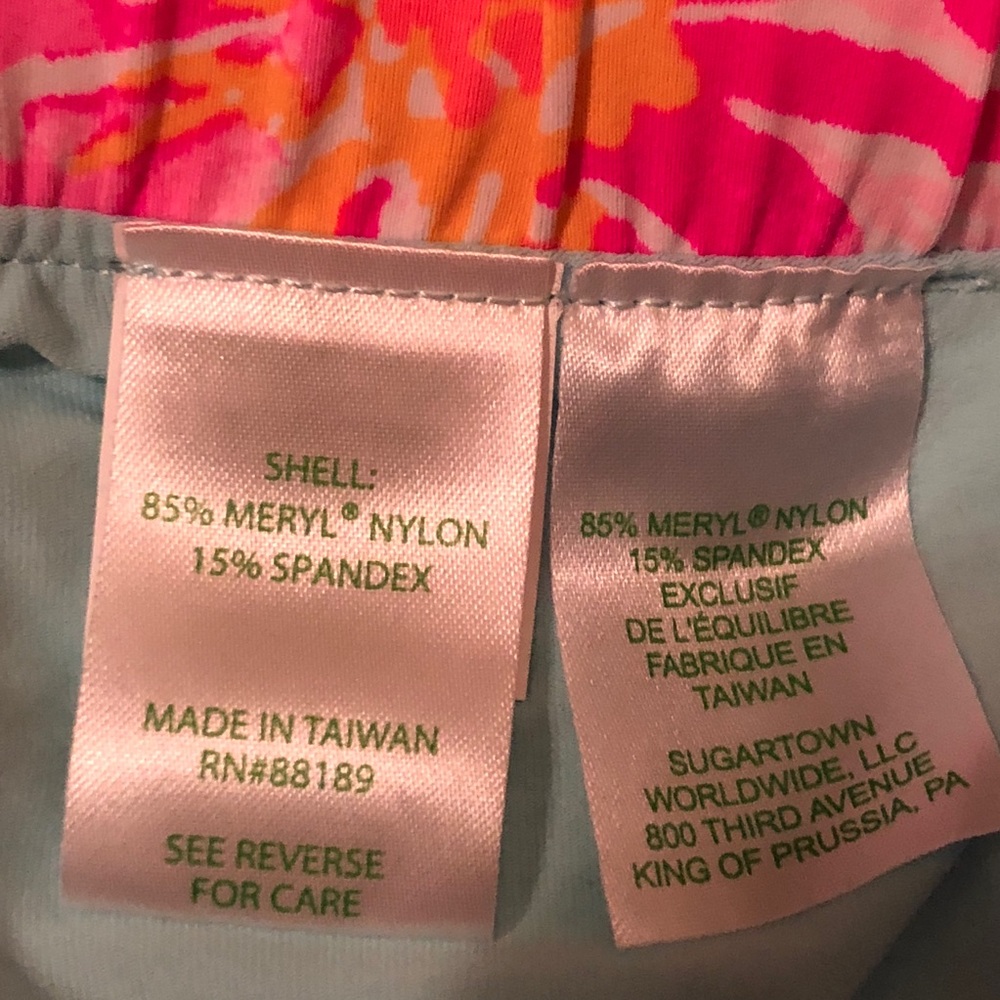 SHELL:
85% MERYL® NYLON
15% SPANDEX
MADE IN TAIWAN
RN#88189
SEE REVERSE
FOR CARE
85% MERYL® NYLON
15% SPANDEX
EXCLUSIF
DE L'ÉQUILIBRE
FABRIQUE EN
TAIWAN
SUGARTOWN
WORLDWIDE, LLC
800 THIRD AVENUE
KING OF PRUSSIA, PA